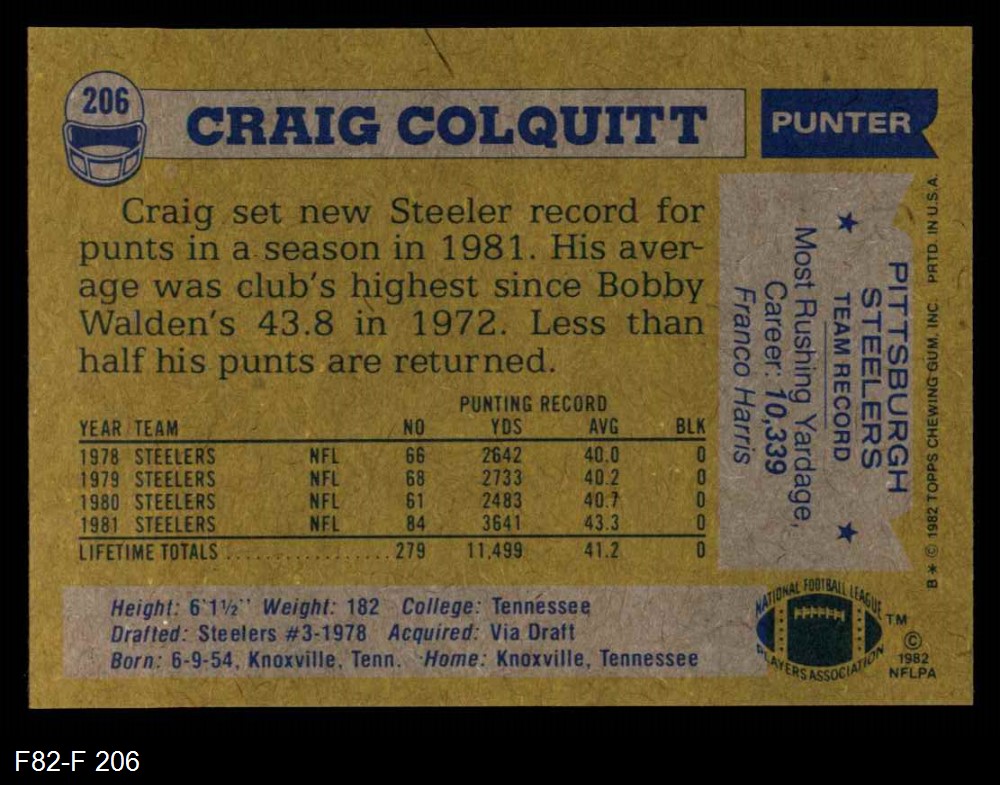 206
CRAIG COLQUITT
PUNTER
Craig set new Steeler record for
punts in a season in 1981. His aver-
age was club's highest since Bobby
Walden's 43.8 in 1972. Less than
half his punts are returned.
PUNTING RECORD
YEAR TEAM NO YDS AVG BLK
1978 STEELERS NFL 66 2642 40.0 0
1979 STEELERS NFL 68 2733 40.2 0
1980 STEELERS NFL 61 2483 40.7 0
1981 STEELERS NFL 84 3641 43.3 0
LIFETIME TOTALS ................ 279 11,499 41.2 0
Height: 6'1½" Weight: 182 College: Tennessee
Drafted: Steelers #3-1978 Acquired: Via Draft
Born: 6-9-54, Knoxville, Tenn. Home: Knoxville, Tennessee
PITTSBURGH
STEELERS
★ TEAM RECORD ★
Most Rushing Yardage,
Career: 10,339
Franco Harris
B * © 1982 TOPPS CHEWING GUM, INC. PRTD. IN U.S.A.
NATIONAL FOOTBALL LEAGUE
PLAYERS ASSOCIATION
TM
©
1982
NFLPA
F82-F 206